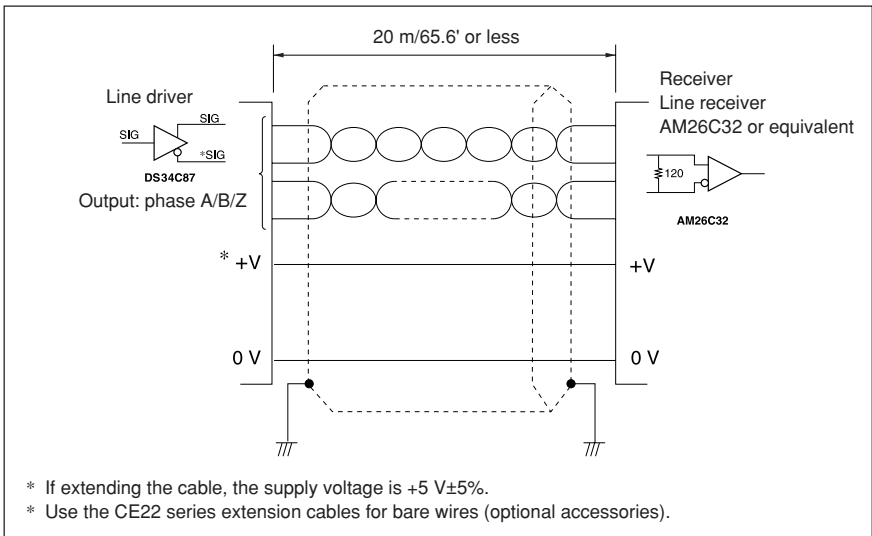 20 m/65.6' or less
Line driver
SIG
SIG
*SIG
DS34C87
Output: phase A/B/Z
Receiver
Line receiver
AM26C32 or equivalent
120
AM26C32
* +V
+V
0 V
0 V
* If extending the cable, the supply voltage is +5 V±5%.
* Use the CE22 series extension cables for bare wires (optional accessories).